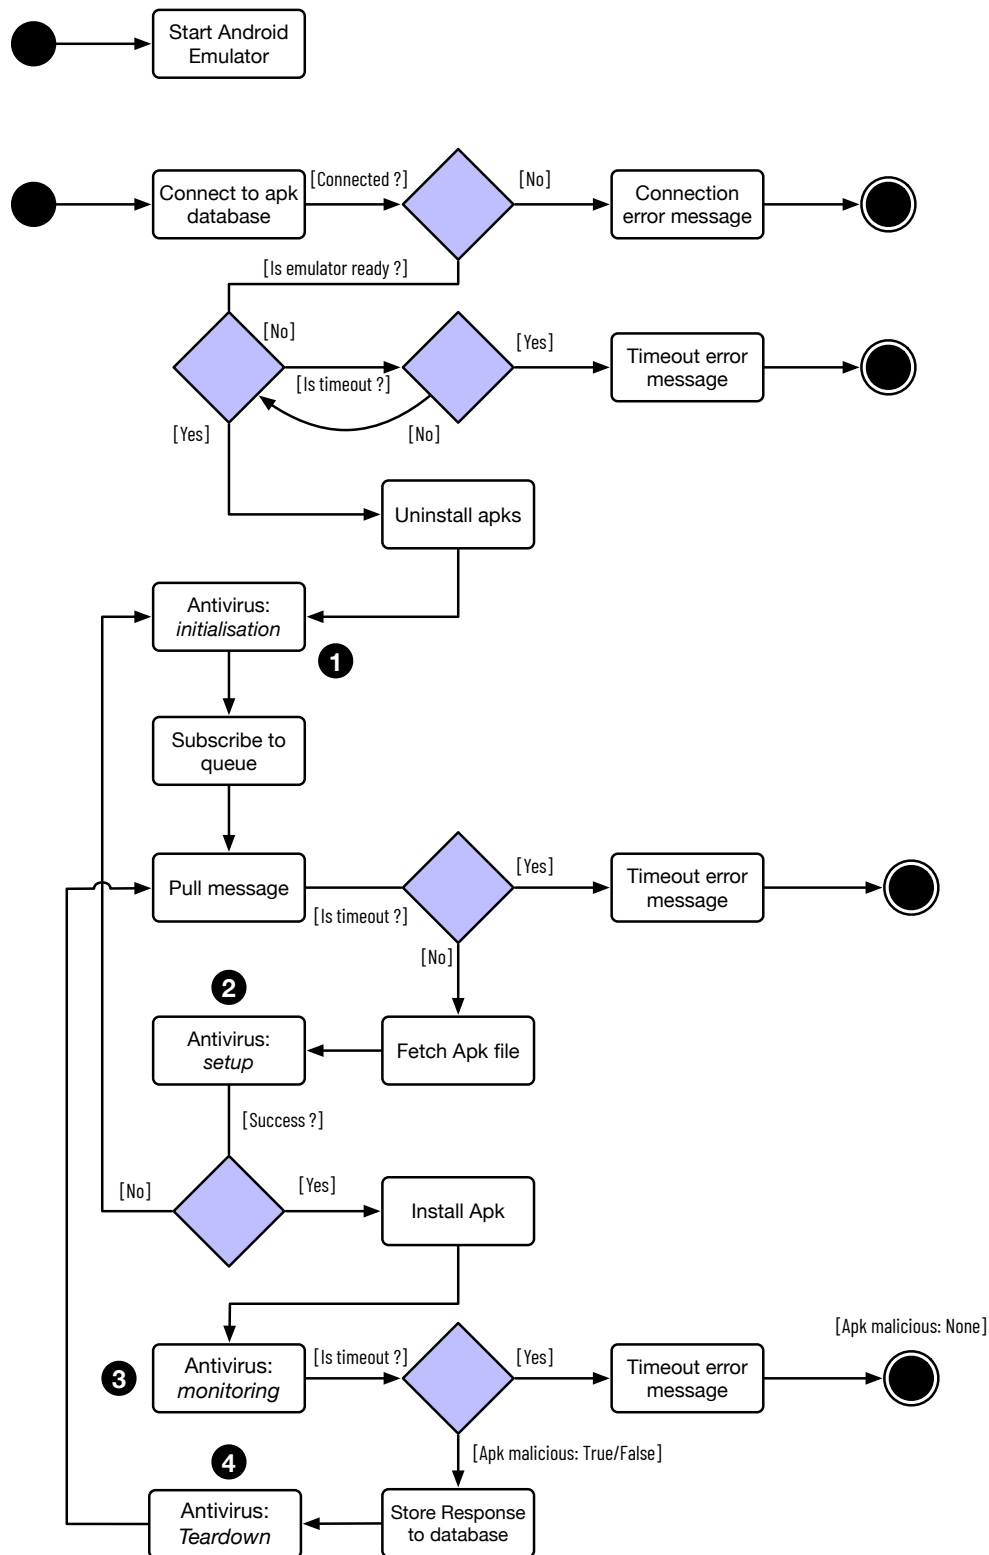 Start Android
Emulator
Connect to apk
database
[Connected ?]
[No]
Connection
error message
[Is emulator ready ?]
[No]
[Is timeout ?]
[Yes]
Timeout error
message
[Yes]
[No]
Uninstall apks
Antivirus:
initialisation
1
Subscribe to
queue
Pull message
[Is timeout ?]
[Yes]
Timeout error
message
[No]
2
Antivirus:
setup
Fetch Apk file
[Success ?]
[No]
[Yes]
Install Apk
3
Antivirus:
monitoring
[Is timeout ?]
[Yes]
Timeout error
message
[Apk malicious: None]
[Apk malicious: True/False]
4
Antivirus:
Teardown
Store Response
to database